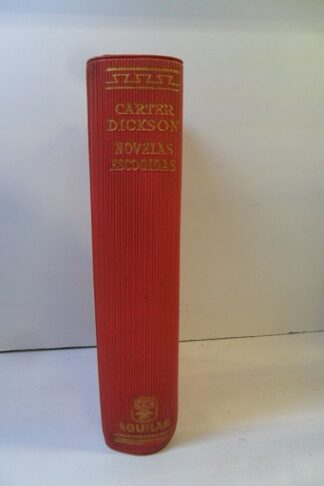 CARTER
DICKSON
NOVELAS
ESCOGIDAS
AGUILAR